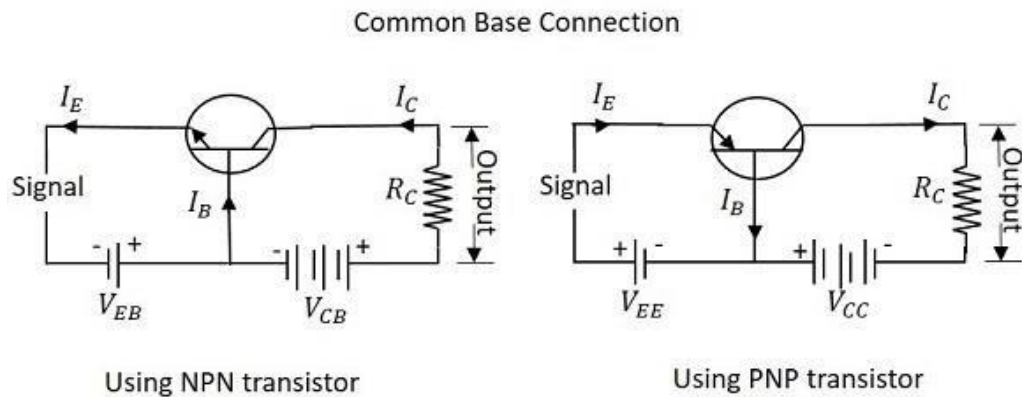 Common Base Connection
I_E
I_C
Signal
I_B
R_C
Output
- +
- +
V_EB
V_CB
Using NPN transistor
I_E
I_C
Signal
I_B
R_C
Output
+ -
+ -
V_EE
V_CC
Using PNP transistor